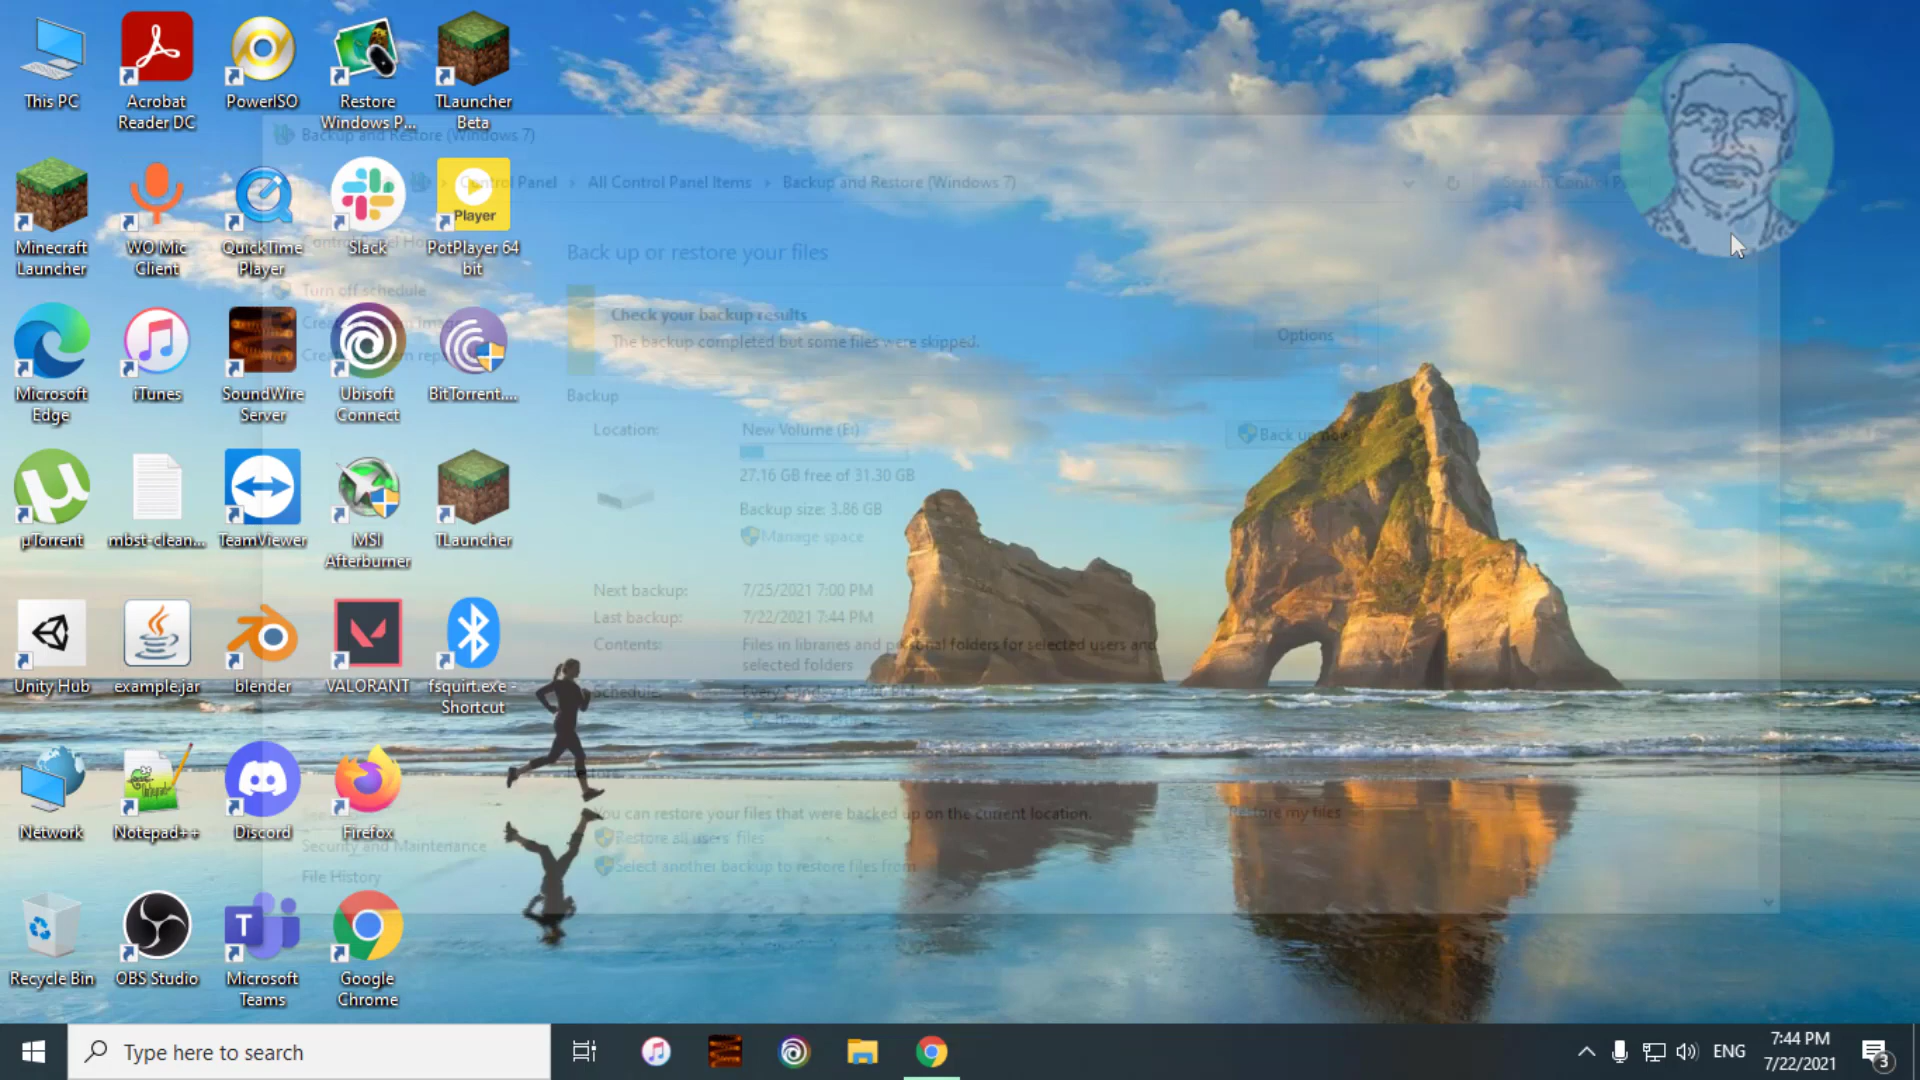 This PC
Acrobat
Reader DC
PowerISO
Restore
Windows P...
TLauncher
Beta
Backup and Restore (Windows 7)
Control Panel › All Control Panel Items › Backup and Restore (Windows 7)
Player
Minecraft
Launcher
WO Mic
Client
QuickTime
Player
Slack
PotPlayer 64
bit
Back up or restore your files
Turn off schedule
Check your backup results
The backup completed but some files were skipped.
Options
Microsoft
Edge
iTunes
SoundWire
Server
Ubisoft
Connect
BitTorrent....
Backup
Location:
New Volume (E:)
Back up now
27.16 GB free of 31.30 GB
Backup size: 3.86 GB
Manage space
µTorrent
mbst-clean...
TeamViewer
MSI
Afterburner
TLauncher
Next backup:
7/25/2021 7:00 PM
Last backup:
7/22/2021 7:44 PM
Contents:
Files in libraries and personal folders for selected users and
selected folders
Schedule:
Every Sunday at 7:00 PM
Unity Hub
example.jar
blender
VALORANT
fsquirt.exe -
Shortcut
You can restore your files that were backed up on the current location.
Restore my files
Restore all users' files
Select another backup to restore files from
Network
Notepad++
Discord
Firefox
Security and Maintenance
File History
Recycle Bin
OBS Studio
Microsoft
Teams
Google
Chrome
Type here to search
ENG
7:44 PM
7/22/2021
3